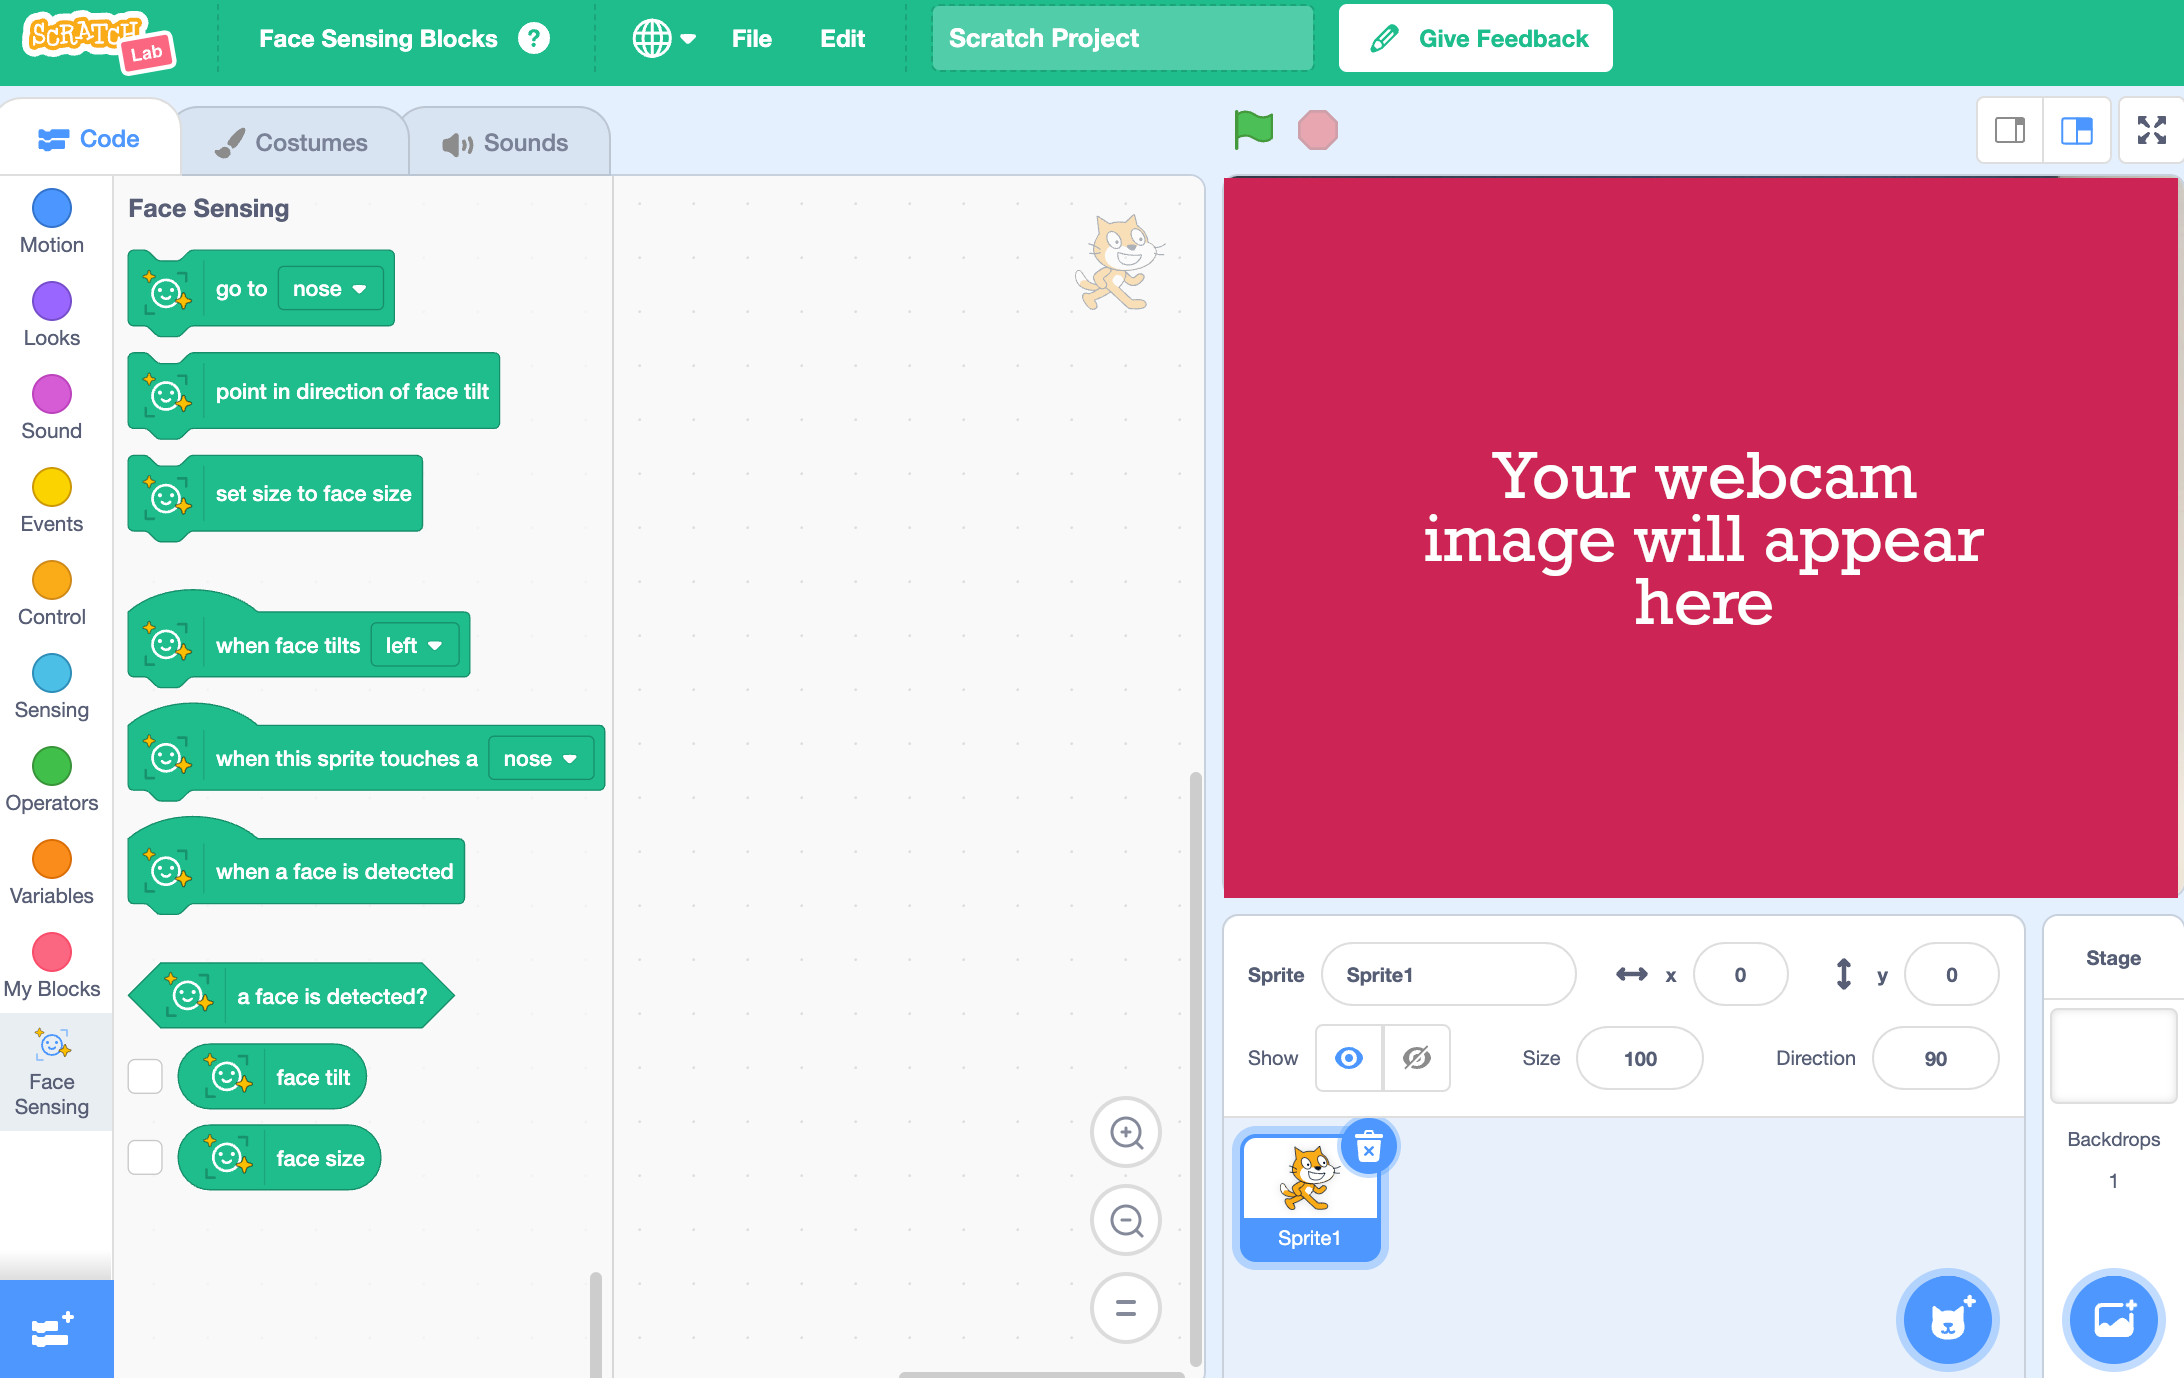 SCRATCH
Lab
Face Sensing Blocks ?
File
Edit
Scratch Project
Give Feedback
Code
Costumes
Sounds
Motion
Looks
Sound
Events
Control
Sensing
Operators
Variables
My Blocks
Face
Sensing
Face Sensing
go to nose
point in direction of face tilt
set size to face size
when face tilts left
when this sprite touches a nose
when a face is detected
a face is detected?
face tilt
face size
Your webcam
image will appear
here
Sprite Sprite1 x 0 y 0
Show Size 100 Direction 90
Sprite1
Stage
Backdrops
1